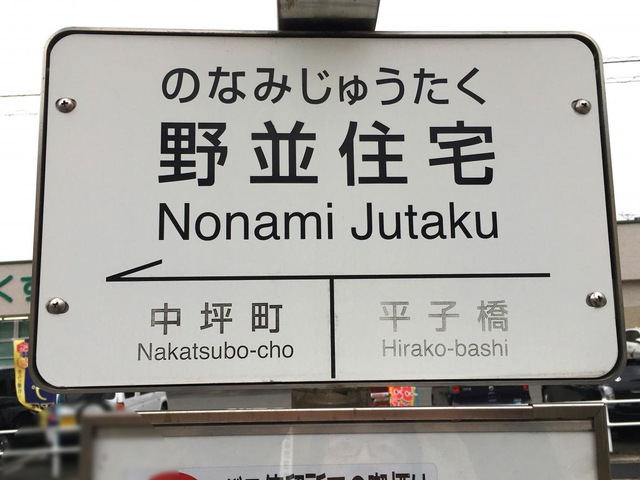 のなみじゅうたく
野並住宅
Nonami Jutaku
中坪町 平子橋
Nakatsubo-cho Hirako-bashi